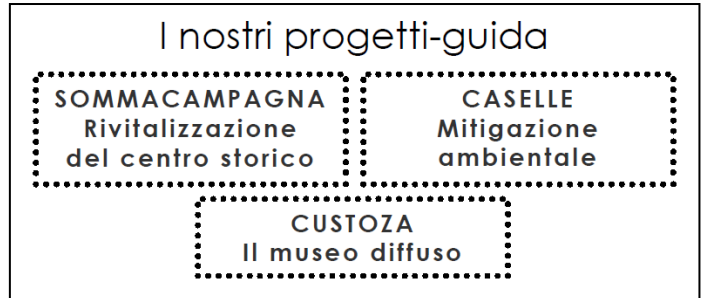 I nostri progetti-guida
SOMMACAMPAGNA
Rivitalizzazione
del centro storico
CASELLE
Mitigazione
ambientale
CUSTOZA
Il museo diffuso